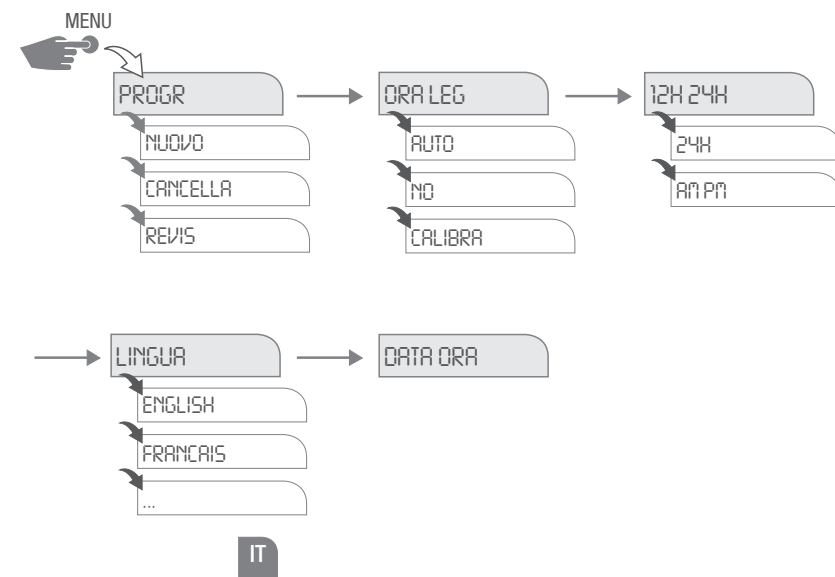 MENU
PROGR
NUOVO
CANCELLA
REVIS
ORA LEG
AUTO
NO
CALIBRA
12H 24H
24H
AM PM
LINGUA
ENGLISH
FRANCAIS
...
DATA ORA
IT